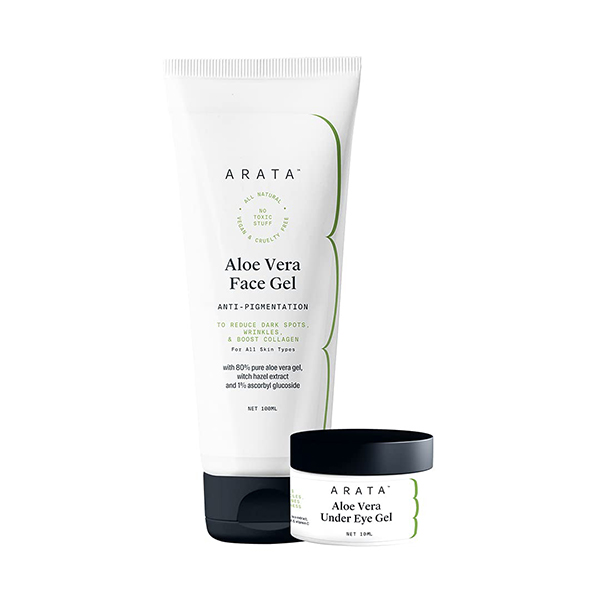 ARATA™
ALL NATURAL
VEGAN & CRUELTY FREE
NO
TOXIC
STUFF
Aloe Vera
Face Gel
ANTI-PIGMENTATION
TO REDUCE DARK SPOTS,
WRINKLES,
& BOOST COLLAGEN
For All Skin Types
with 80% pure aloe vera gel,
witch hazel extract
and 1% ascorbyl glucoside
NET 100ML
ARATA™
Aloe Vera
Under Eye Gel
NET 10ML